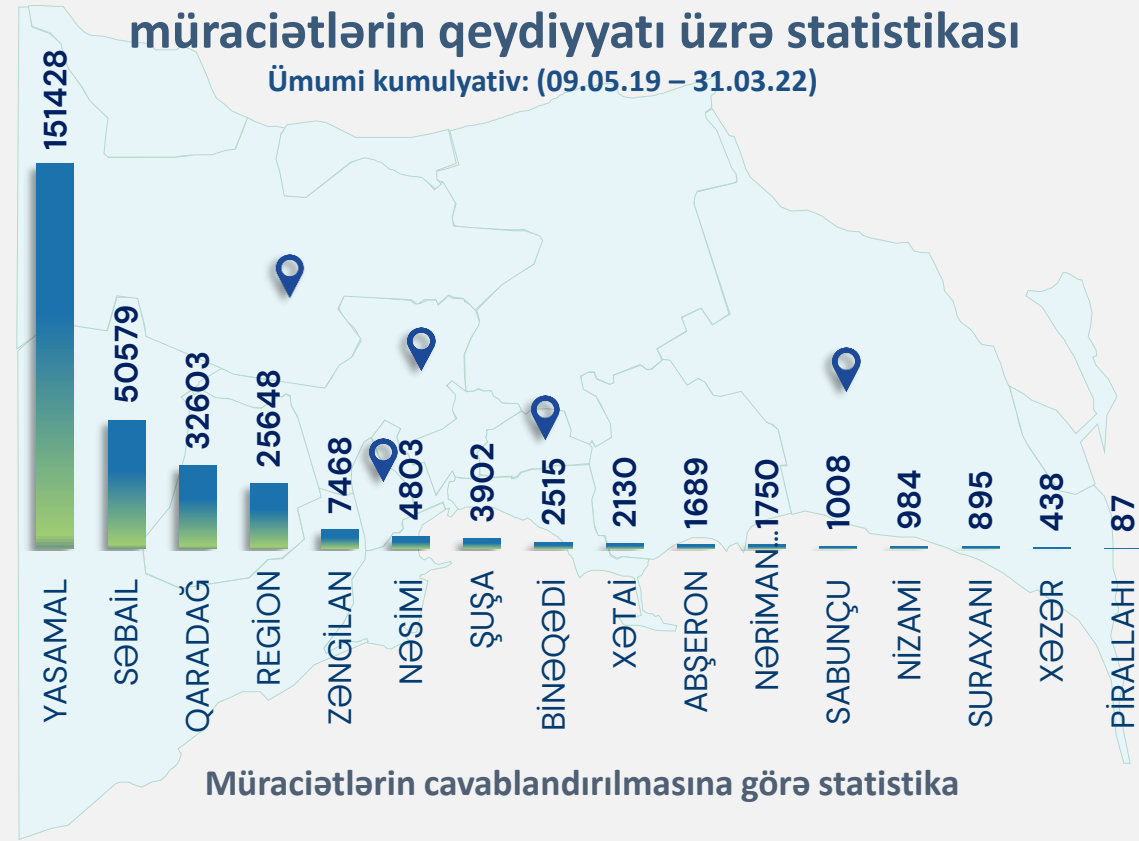 müraciətlərin qeydiyyatı üzrə statistikası
Ümumi kumulyativ: (09.05.19 – 31.03.22)
151428
50579
32603
25648
7468
4803
3902
2515
2130
1689
1750
1008
984
895
438
87
YASAMAL
SƏBAİL
QARADAĞ
REGİON
ZƏNGİLAN
NƏSİMİ
ŞUŞA
BİNƏQƏDİ
XƏTAİ
ABŞERON
NƏRİMAN…
SABUNÇU
NİZAMİ
SURAXANI
XƏZƏR
PİRALLAHI
Müraciətlərin cavablandırılmasına görə statistika